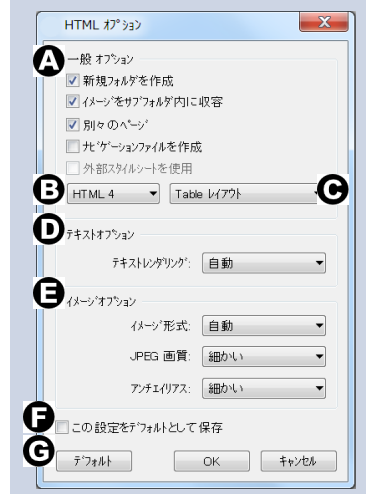 HTML ｵﾌﾟｼｮﾝ
A 一般 ｵﾌﾟｼｮﾝ
新規ﾌｫﾙﾀﾞを作成
ｲﾒｰｼﾞをｻﾌﾞﾌｫﾙﾀﾞ内に収容
別々のﾍﾟｰｼﾞ
ﾅﾋﾞｹﾞｰｼｮﾝﾌｧｲﾙを作成
外部ｽﾀｲﾙｼｰﾄを使用
B HTML 4 Table ﾚｲｱｳﾄ C
D ﾃｷｽﾄｵﾌﾟｼｮﾝ
ﾃｷｽﾄﾚﾝﾀﾞﾘﾝｸﾞ: 自動
E ｲﾒｰｼﾞｵﾌﾟｼｮﾝ
ｲﾒｰｼﾞ形式: 自動
JPEG 画質: 細かい
ｱﾝﾁｴｲﾘｱｽ: 細かい
F この設定をﾃﾞﾌｫﾙﾄとして保存
G ﾃﾞﾌｫﾙﾄ OK ｷｬﾝｾﾙ